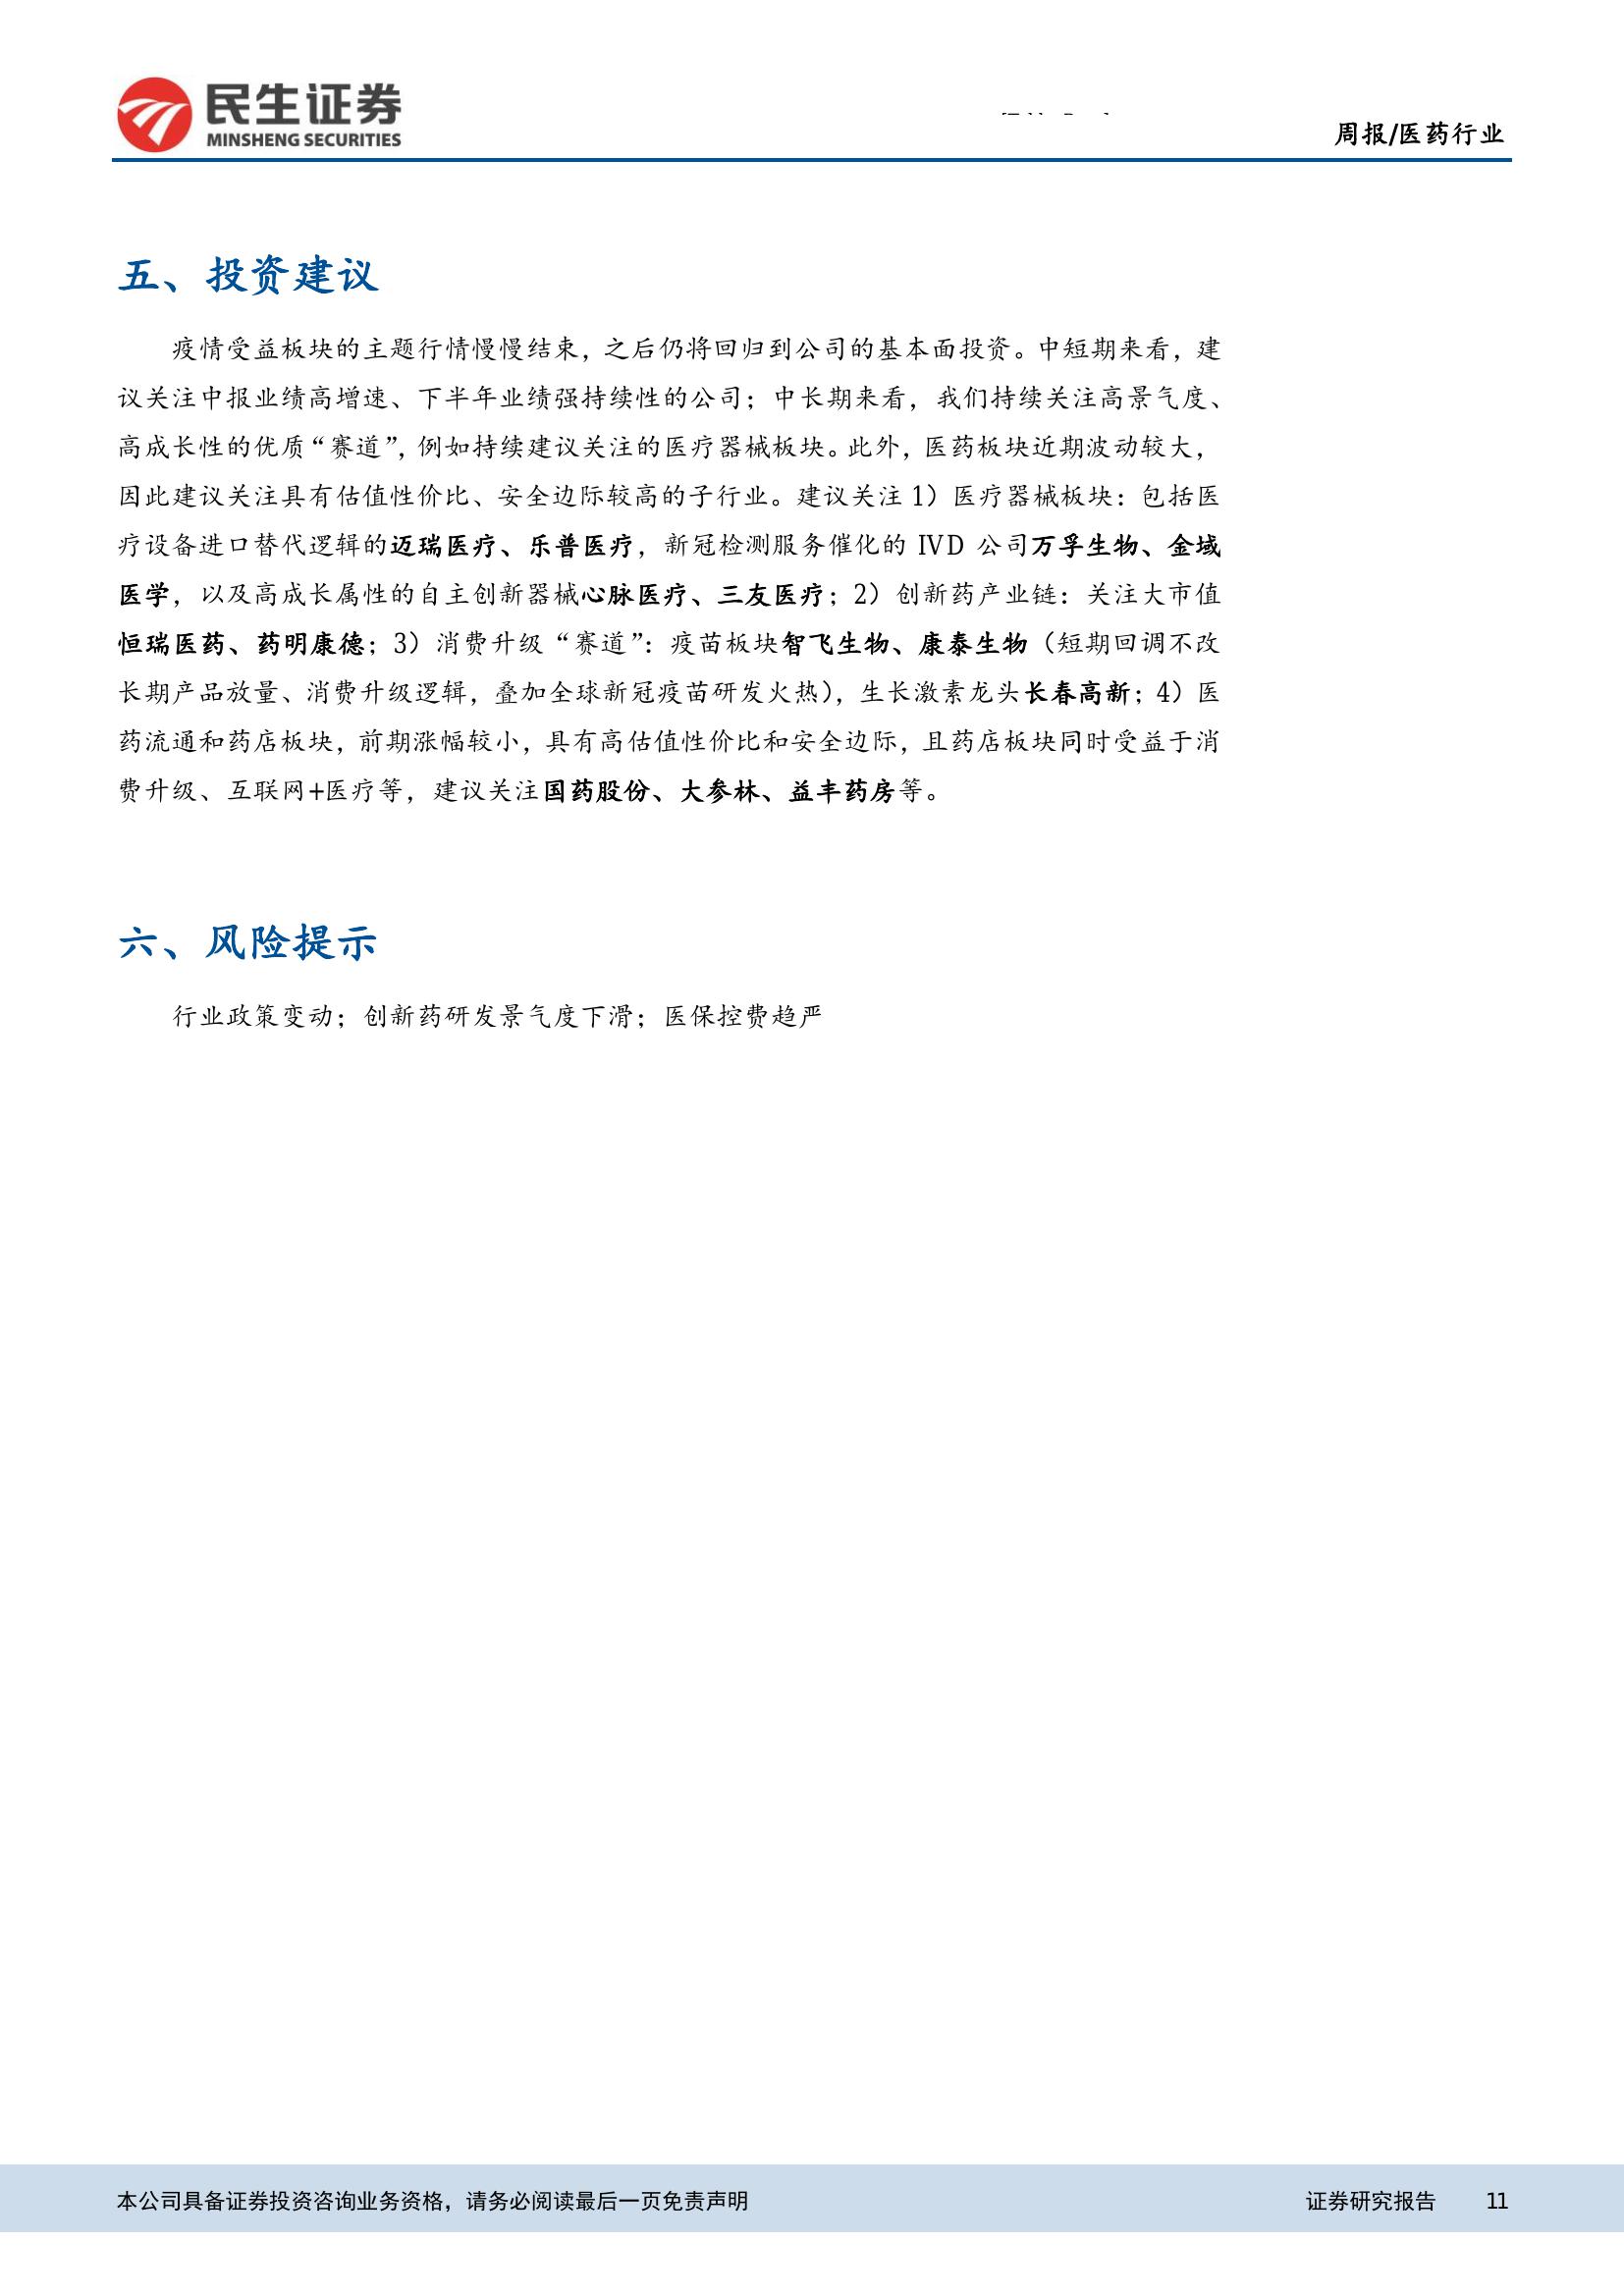 民生证券
MINSHENG SECURITIES
周报/医药行业
五、投资建议
疫情受益板块的主题行情慢慢结束，之后仍将回归到公司的基本面投资。中短期来看，建
议关注中报业绩高增速、下半年业绩强持续性的公司；中长期来看，我们持续关注高景气度、
高成长性的优质“赛道”，例如持续建议关注的医疗器械板块。此外，医药板块近期波动较大，
因此建议关注具有估值性价比、安全边际较高的子行业。建议关注 1）医疗器械板块：包括医
疗设备进口替代逻辑的迈瑞医疗、乐普医疗，新冠检测服务催化的 IVD 公司万孚生物、金域
医学，以及高成长属性的自主创新器械心脉医疗、三友医疗；2）创新药产业链：关注大市值
恒瑞医药、药明康德；3）消费升级“赛道”：疫苗板块智飞生物、康泰生物（短期回调不改
长期产品放量、消费升级逻辑，叠加全球新冠疫苗研发火热），生长激素龙头长春高新；4）医
药流通和药店板块，前期涨幅较小，具有高估值性价比和安全边际，且药店板块同时受益于消
费升级、互联网+医疗等，建议关注国药股份、大参林、益丰药房等。
六、风险提示
行业政策变动；创新药研发景气度下滑；医保控费趋严
本公司具备证券投资咨询业务资格，请务必阅读最后一页免责声明
证券研究报告 11